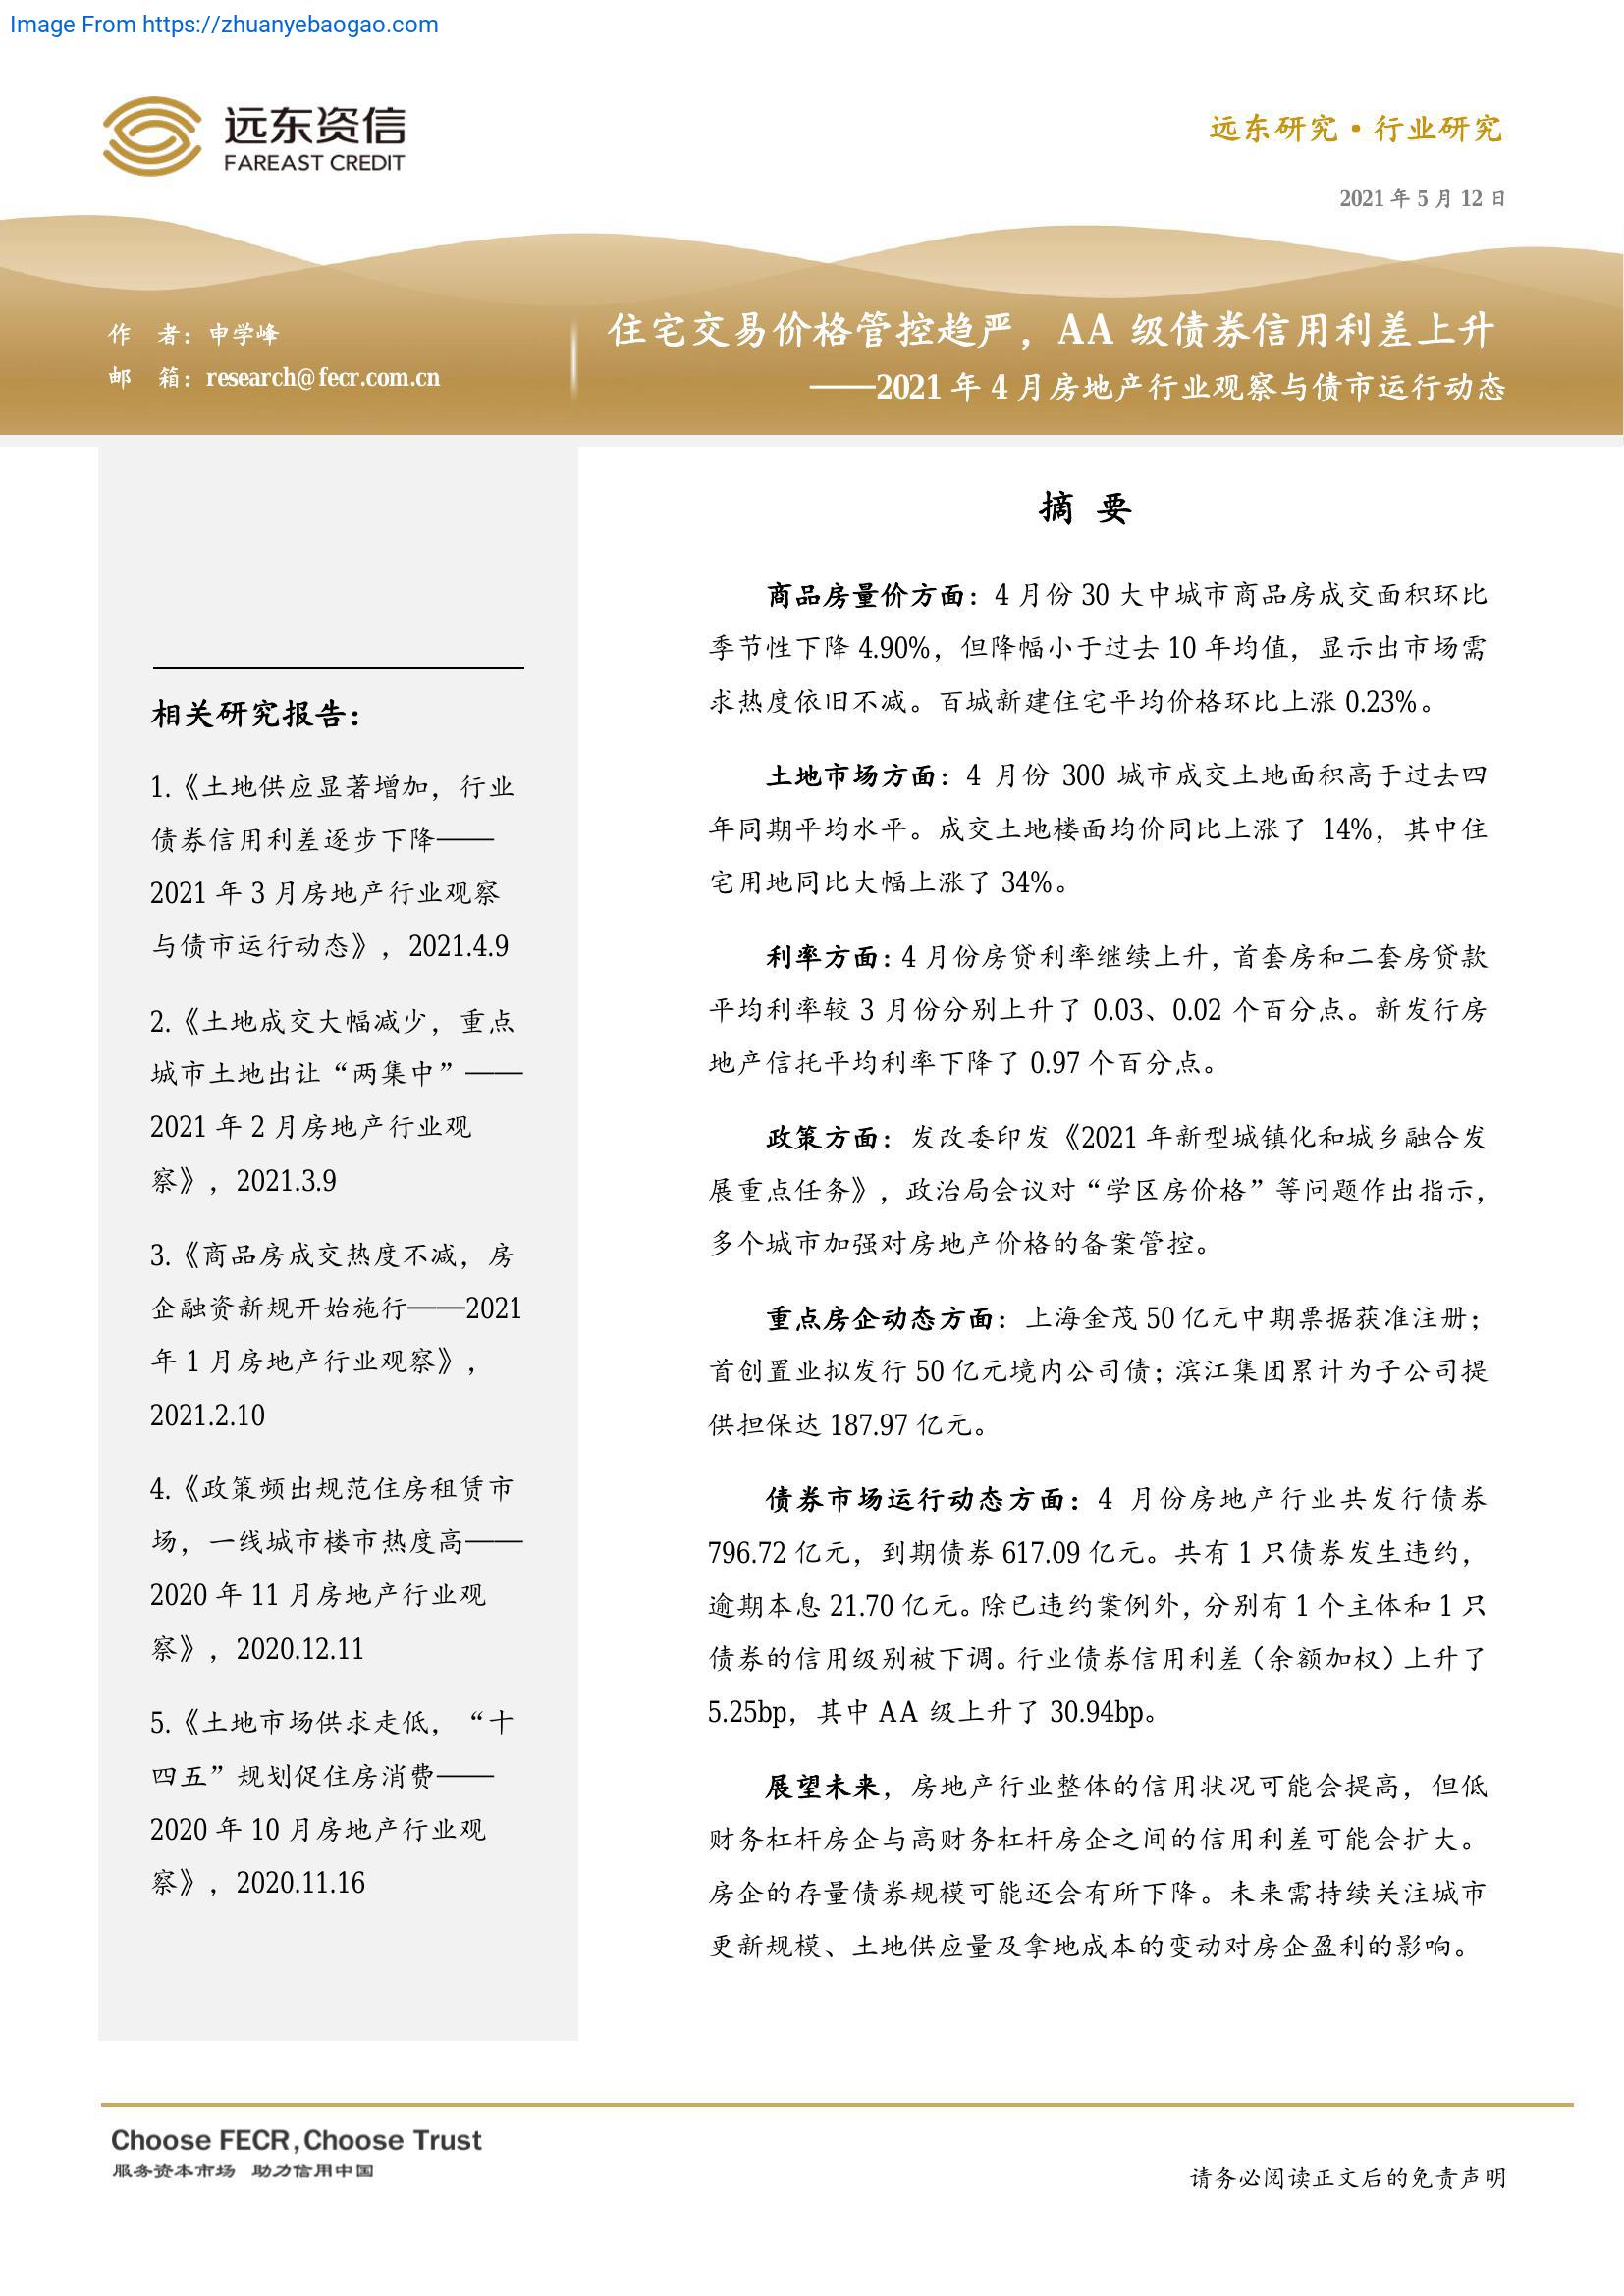 Image From https://zhuanyebaogao.com
远东资信
FAREAST CREDIT
远东研究·行业研究
2021 年 5 月 12 日
作 者：申学峰
邮 箱：research@fecr.com.cn
住宅交易价格管控趋严，AA 级债券信用利差上升
——2021 年 4 月房地产行业观察与债市运行动态
相关研究报告：
1.《土地供应显著增加，行业
债券信用利差逐步下降——
2021 年 3 月房地产行业观察
与债市运行动态》，2021.4.9
2.《土地成交大幅减少，重点
城市土地出让“两集中”——
2021 年 2 月房地产行业观
察》，2021.3.9
3.《商品房成交热度不减，房
企融资新规开始施行——2021
年 1 月房地产行业观察》，
2021.2.10
4.《政策频出规范住房租赁市
场，一线城市楼市热度高——
2020 年 11 月房地产行业观
察》，2020.12.11
5.《土地市场供求走低，“十
四五”规划促住房消费——
2020 年 10 月房地产行业观
察》，2020.11.16
摘 要
商品房量价方面：4 月份 30 大中城市商品房成交面积环比
季节性下降 4.90%，但降幅小于过去 10 年均值，显示出市场需
求热度依旧不减。百城新建住宅平均价格环比上涨 0.23%。
土地市场方面：4 月份 300 城市成交土地面积高于过去四
年同期平均水平。成交土地楼面均价同比上涨了 14%，其中住
宅用地同比大幅上涨了 34%。
利率方面：4 月份房贷利率继续上升，首套房和二套房贷款
平均利率较 3 月份分别上升了 0.03、0.02 个百分点。新发行房
地产信托平均利率下降了 0.97 个百分点。
政策方面：发改委印发《2021 年新型城镇化和城乡融合发
展重点任务》，政治局会议对“学区房价格”等问题作出指示，
多个城市加强对房地产价格的备案管控。
重点房企动态方面：上海金茂 50 亿元中期票据获准注册；
首创置业拟发行 50 亿元境内公司债；滨江集团累计为子公司提
供担保达 187.97 亿元。
债券市场运行动态方面：4 月份房地产行业共发行债券
796.72 亿元，到期债券 617.09 亿元。共有 1 只债券发生违约，
逾期本息 21.70 亿元。除已违约案例外，分别有 1 个主体和 1 只
债券的信用级别被下调。行业债券信用利差（余额加权）上升了
5.25bp，其中 AA 级上升了 30.94bp。
展望未来，房地产行业整体的信用状况可能会提高，但低
财务杠杆房企与高财务杠杆房企之间的信用利差可能会扩大。
房企的存量债券规模可能还会有所下降。未来需持续关注城市
更新规模、土地供应量及拿地成本的变动对房企盈利的影响。
Choose FECR,Choose Trust
服务资本市场 助力信用中国
请务必阅读正文后的免责声明